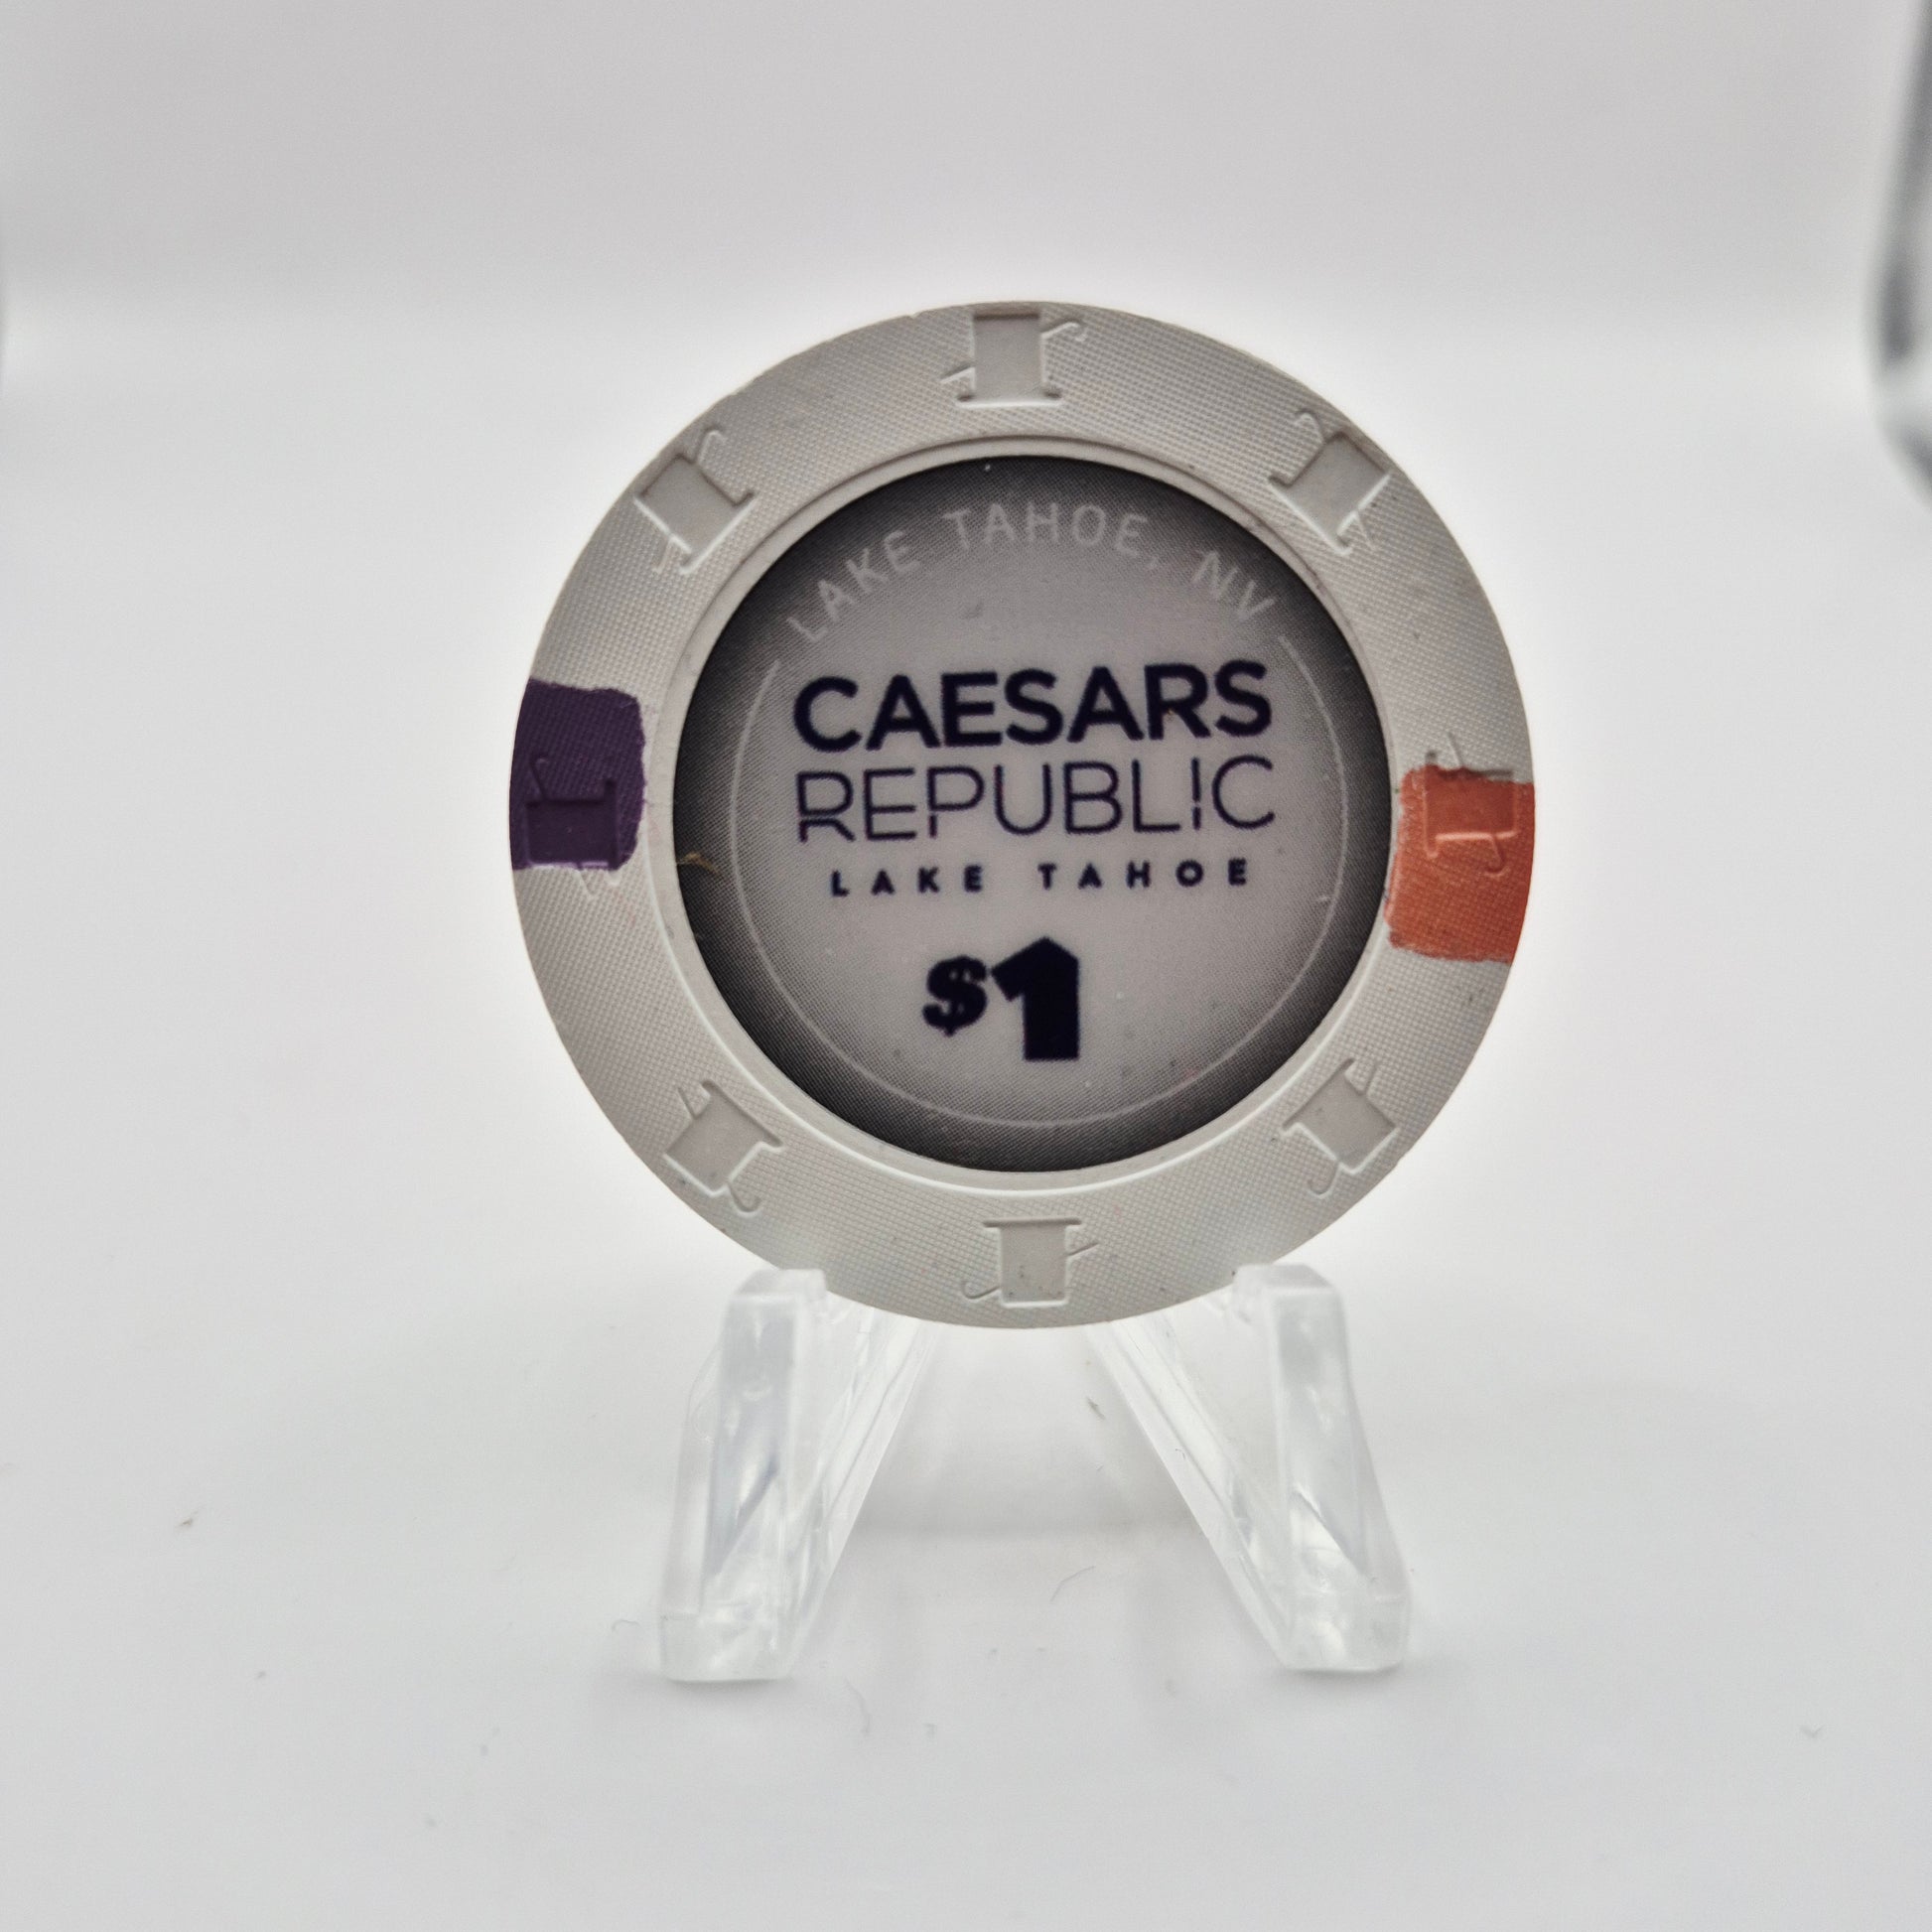 LAKE TAHOE, NV
CAESARS
REPUBLIC
LAKE TAHOE
$1